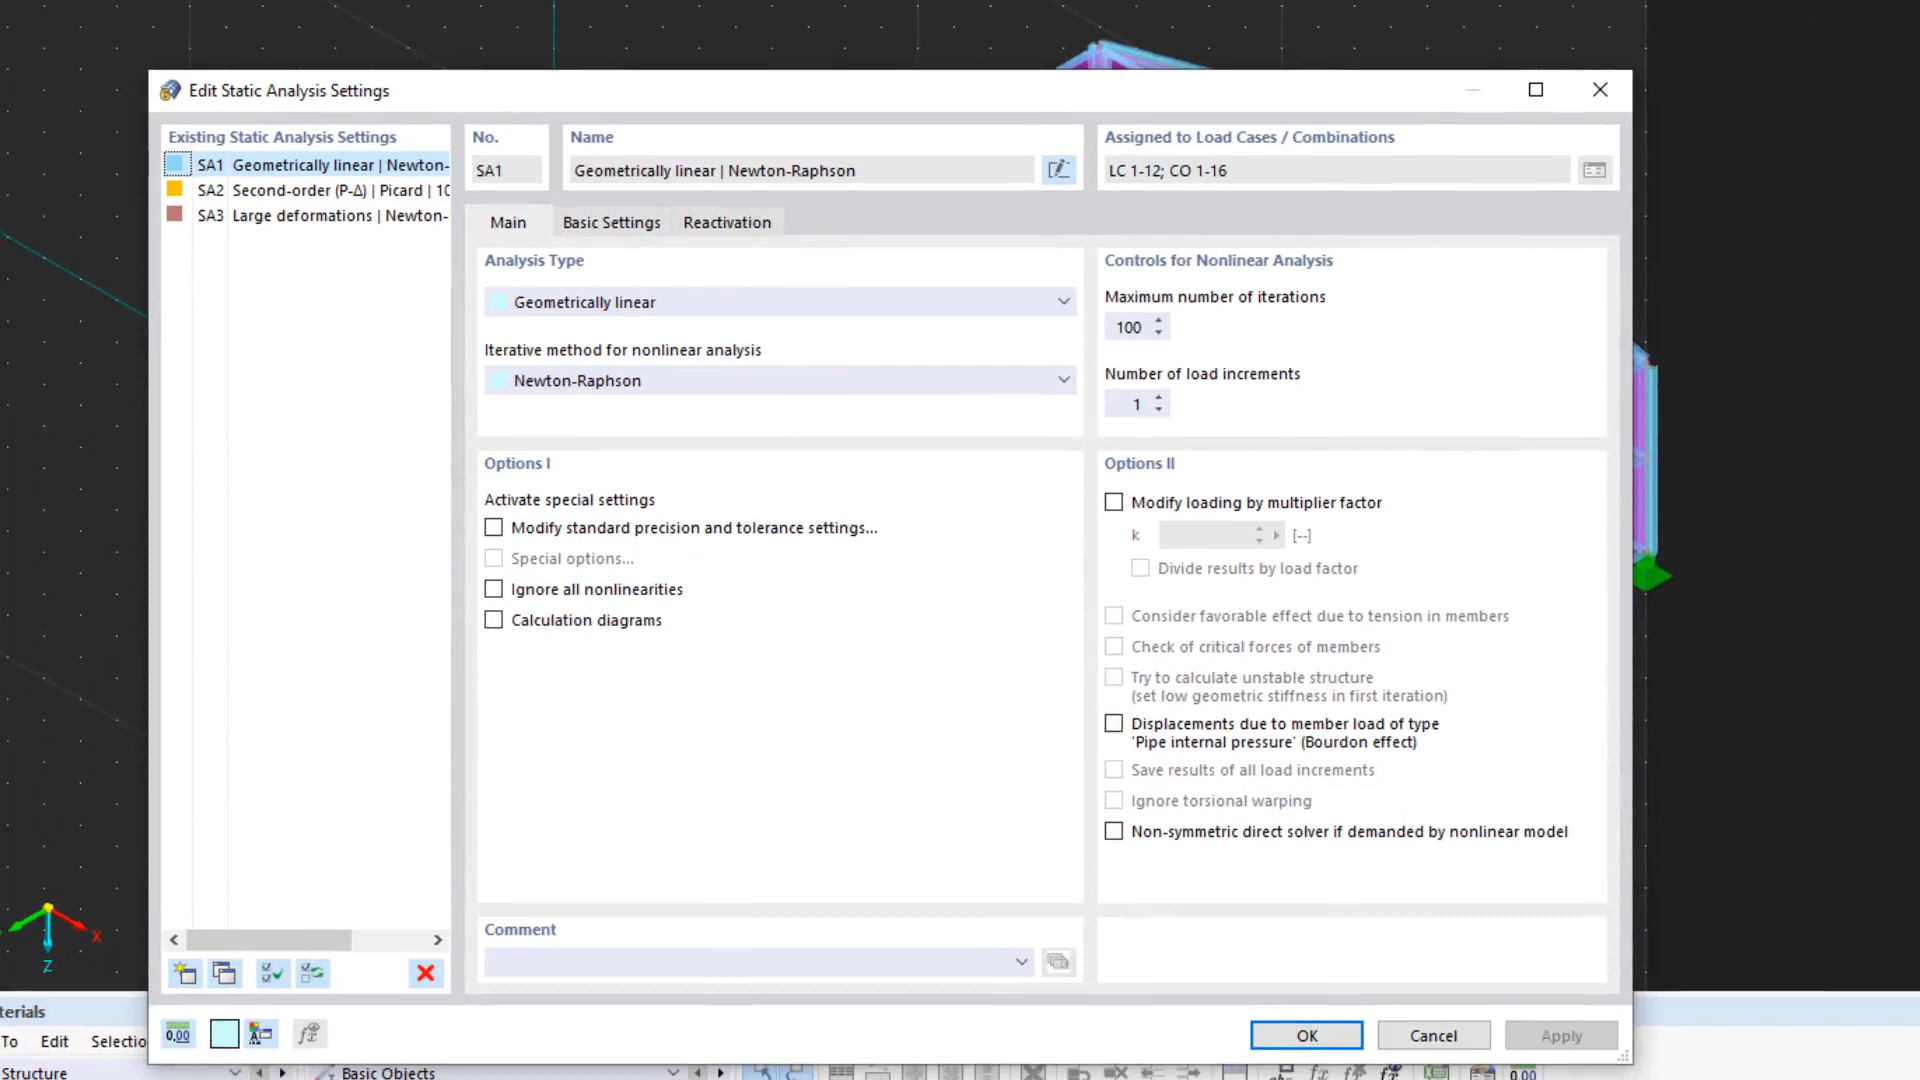 Edit Static Analysis Settings
Existing Static Analysis Settings
SA1 Geometrically linear | Newton-
SA2 Second-order (P-Δ) | Picard | 10
SA3 Large deformations | Newton-
No.
SA1
Name
Geometrically linear | Newton-Raphson
Assigned to Load Cases / Combinations
LC 1-12; CO 1-16
Main
Basic Settings
Reactivation
Analysis Type
Geometrically linear
Iterative method for nonlinear analysis
Newton-Raphson
Controls for Nonlinear Analysis
Maximum number of iterations
100
Number of load increments
1
Options I
Activate special settings
Modify standard precision and tolerance settings...
Special options...
Ignore all nonlinearities
Calculation diagrams
Options II
Modify loading by multiplier factor
k [--]
Divide results by load factor
Consider favorable effect due to tension in members
Check of critical forces of members
Try to calculate unstable structure
(set low geometric stiffness in first iteration)
Displacements due to member load of type
'Pipe internal pressure' (Bourdon effect)
Save results of all load increments
Ignore torsional warping
Non-symmetric direct solver if demanded by nonlinear model
Comment
OK
Cancel
Apply
0,00
X
Z
terials
To Edit Selectio
Structure
Basic Objects
0,00